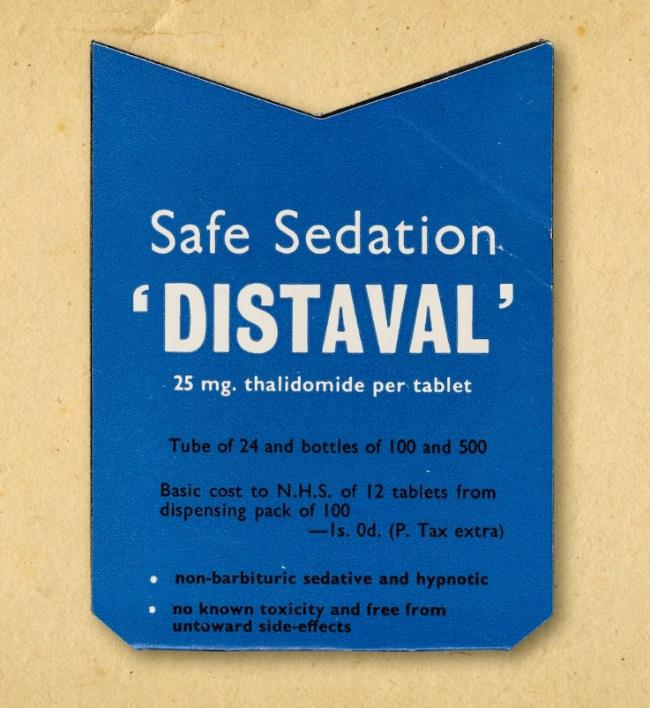 Safe Sedation
‘DISTAVAL’
25 mg. thalidomide per tablet
Tube of 24 and bottles of 100 and 500
Basic cost to N.H.S. of 12 tablets from
dispensing pack of 100
—1s. 0d. (P. Tax extra)
* non-barbituric sedative and hypnotic
* no known toxicity and free from
untoward side-effects